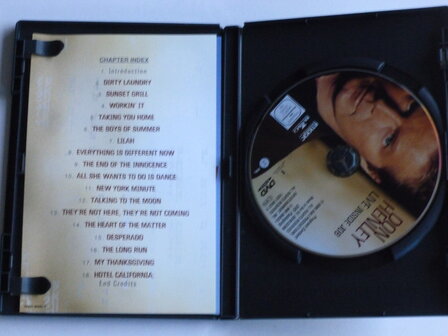 CHAPTER INDEX
1. Introduction
2. DIRTY LAUNDRY
3. SUNSET GRILL
4. WORKIN' IT
5. TAKING YOU HOME
6. THE BOYS OF SUMMER
7. LILAH
8. EVERYTHING IS DIFFERENT NOW
9. THE END OF THE INNOCENCE
10. ALL SHE WANTS TO DO IS DANCE
11. NEW YORK MINUTE
12. TALKING TO THE MOON
13. THEY'RE NOT HERE, THEY'RE NOT COMING
14. THE HEART OF THE MATTER
15. DESPERADO
16. THE LONG RUN
17. MY THANKSGIVING
18. HOTEL CALIFORNIA:
End Credits
DON
HENLEY
LIVE INSIDE JOB
DVD